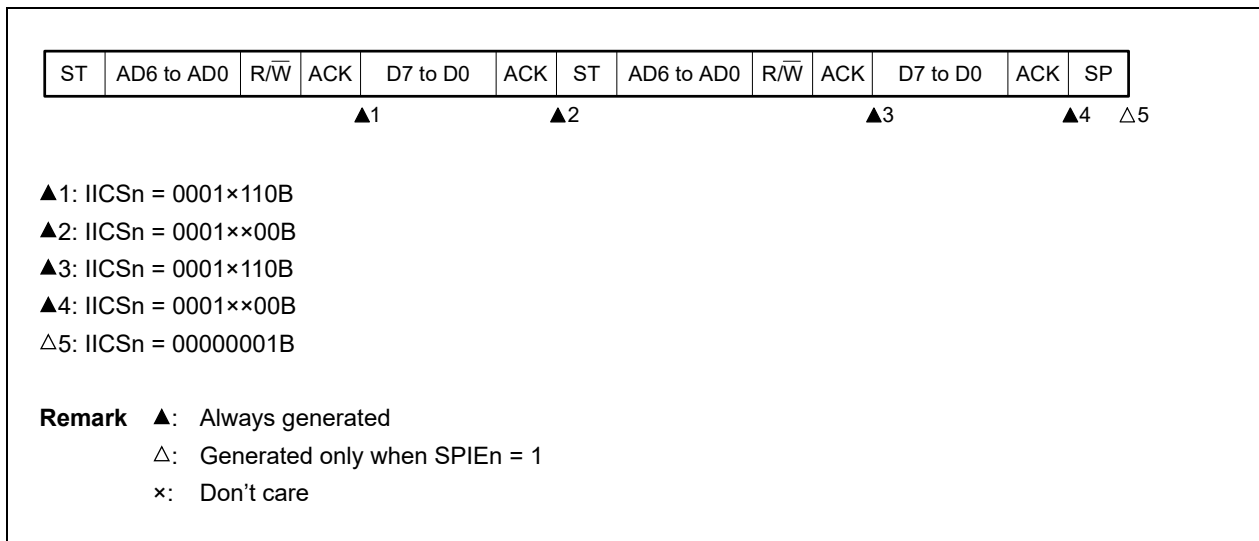 ST AD6 to AD0 R/W̅ ACK D7 to D0 ACK ST AD6 to AD0 R/W̅ ACK D7 to D0 ACK SP
▲1 ▲2 ▲3 ▲4 △5
▲1: IICSn = 0001×110B
▲2: IICSn = 0001××00B
▲3: IICSn = 0001×110B
▲4: IICSn = 0001××00B
△5: IICSn = 00000001B
Remark ▲: Always generated
△: Generated only when SPIEn = 1
×: Don’t care